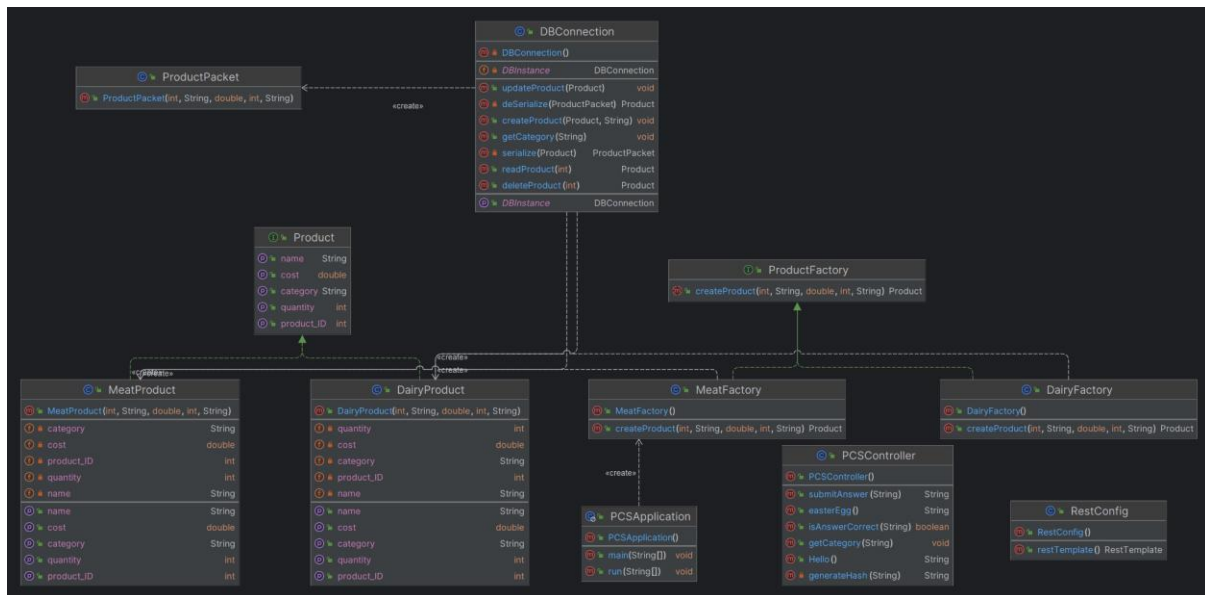 DBConnection
DBConnection()
DBInstance DBConnection
updateProduct(Product) void
deSerialize(ProductPacket) Product
createProduct(Product, String) void
getCategory(String) void
serialize(Product) ProductPacket
readProduct(int) Product
deleteProduct(int) Product
DBInstance DBConnection
ProductPacket
ProductPacket(int, String, double, int, String)
«create»
Product
name String
cost double
category String
quantity int
product_ID int
ProductFactory
createProduct(int, String, double, int, String) Product
«create»
«create»
«create»
MeatProduct
MeatProduct(int, String, double, int, String)
category String
cost double
product_ID int
quantity int
name String
name String
cost double
category String
quantity int
product_ID int
DairyProduct
DairyProduct(int, String, double, int, String)
quantity int
cost double
category String
product_ID int
name String
name String
cost double
category String
quantity int
product_ID int
MeatFactory
MeatFactory()
createProduct(int, String, double, int, String) Product
DairyFactory
DairyFactory()
createProduct(int, String, double, int, String) Product
«create»
PCSApplication
PCSApplication()
main(String[]) void
run(String[]) void
PCSController
PCSController()
submitAnswer(String) String
easterEgg() String
isAnswerCorrect(String) boolean
getCategory(String) void
Hello() String
generateHash(String) String
RestConfig
RestConfig()
restTemplate() RestTemplate